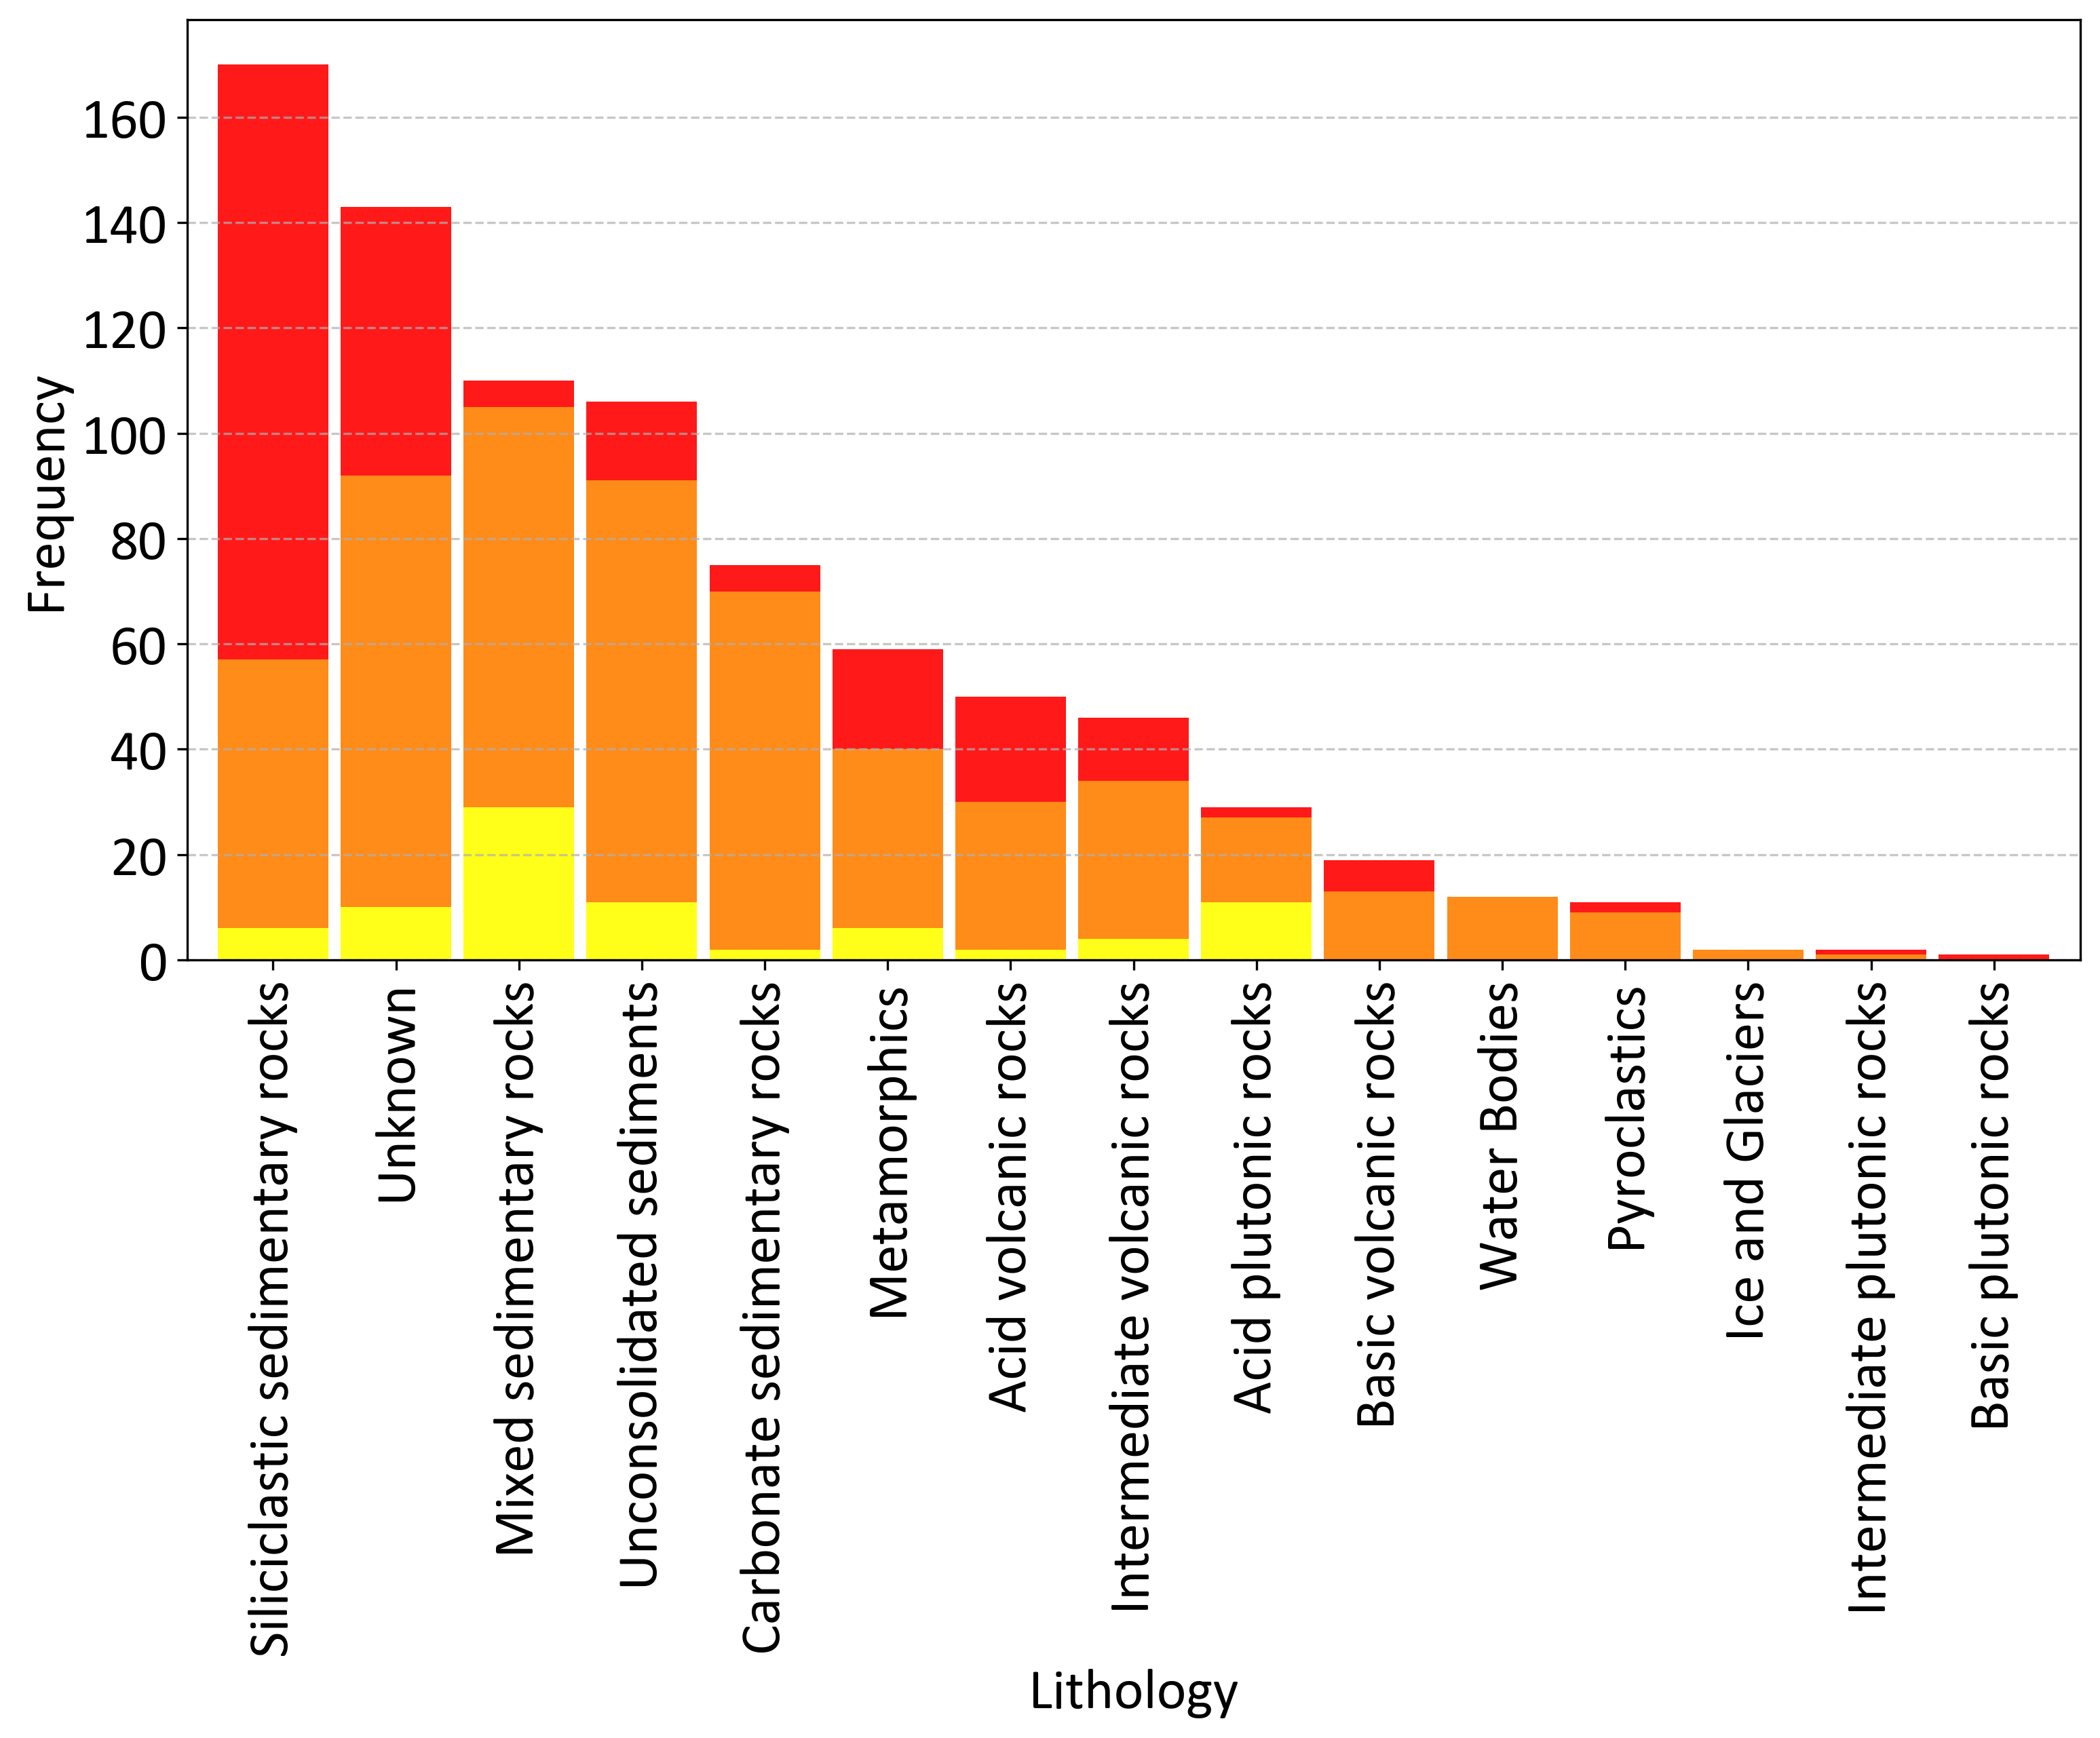 Frequency
160
140
120
100
80
60
40
20
0
Siliciclastic sedimentary rocks
Unknown
Mixed sedimentary rocks
Unconsolidated sediments
Carbonate sedimentary rocks
Metamorphics
Acid volcanic rocks
Intermediate volcanic rocks
Acid plutonic rocks
Basic volcanic rocks
Water Bodies
Pyroclastics
Ice and Glaciers
Intermediate plutonic rocks
Basic plutonic rocks
Lithology